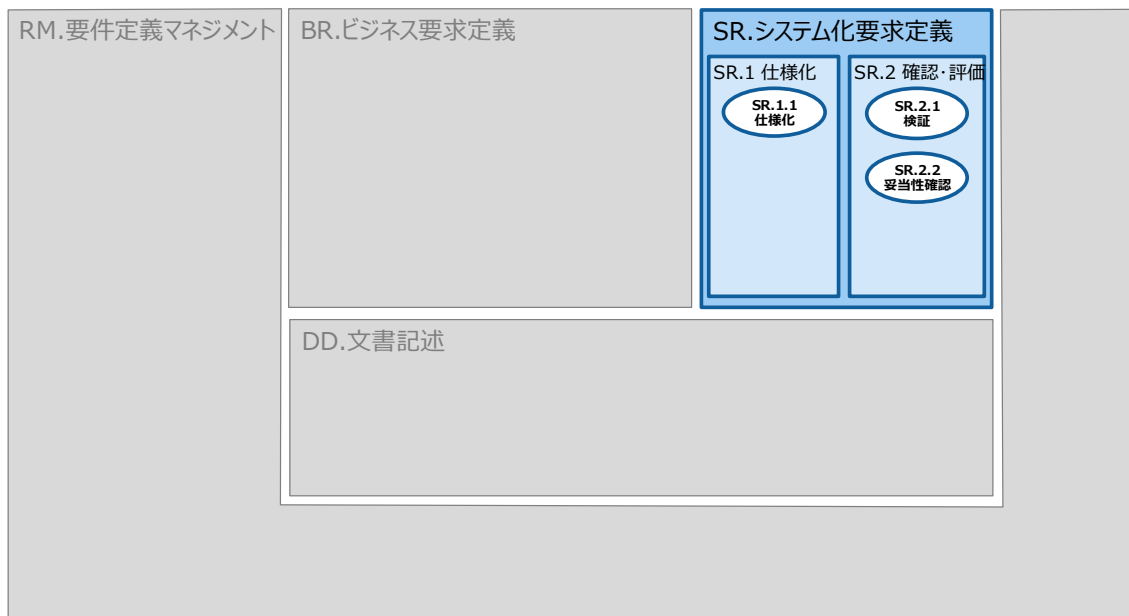 RM.要件定義マネジメント
BR.ビジネス要求定義
SR.システム化要求定義
SR.1 仕様化
SR.1.1
仕様化
SR.2 確認・評価
SR.2.1
検証
SR.2.2
妥当性確認
DD.文書記述